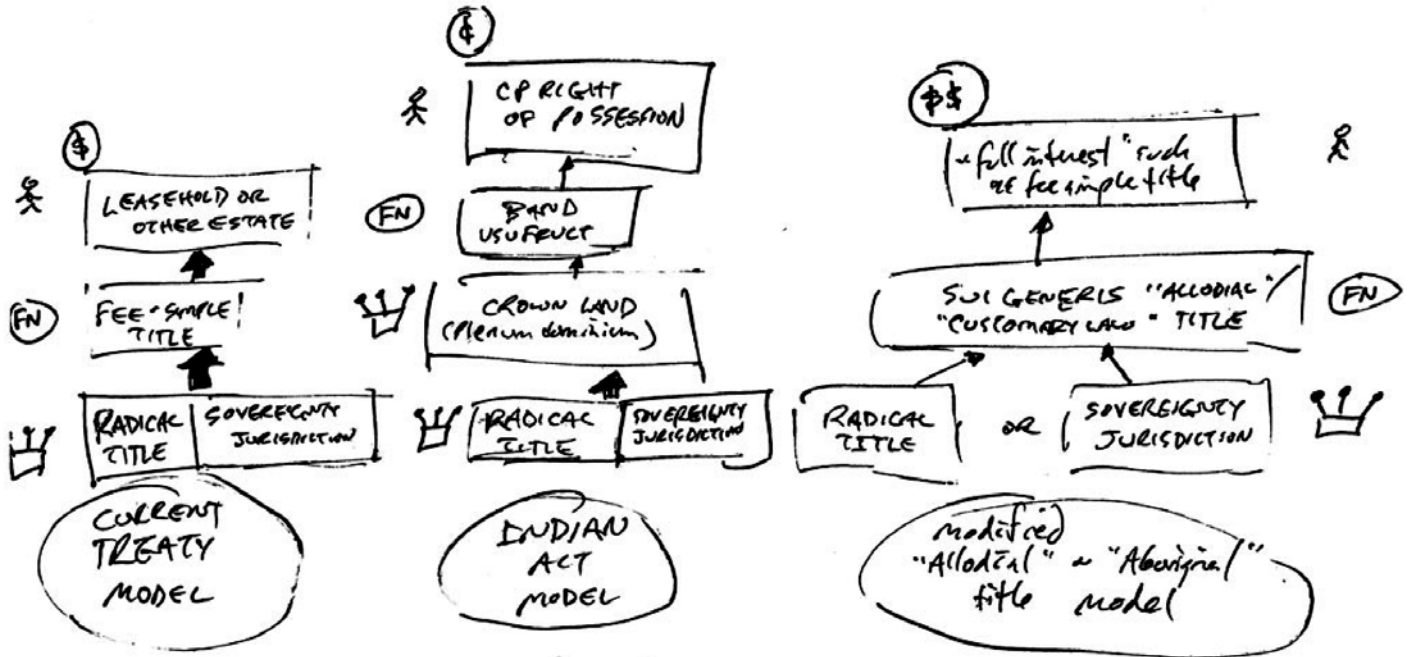 $
LEASEHOLD OR
OTHER ESTATE
FN
FEE-SIMPLE
TITLE
RADICAL
TITLE
SOVEREIGNTY
JURISDICTION
CURRENT
TREATY
MODEL
¢
CP RIGHT
OF POSSESSION
FN
BAND
USUFRUCT
CROWN LAND
(Plenum dominium)
RADICAL
TITLE
SOVEREIGNTY
JURISDICTION
INDIAN
ACT
MODEL
$$
"full interest" such
as fee simple title
SUI GENERIS "ALLODIAL"/
"CUSTOMARY LAW" TITLE
FN
RADICAL
TITLE
OR
SOVEREIGNTY
JURISDICTION
modified
"Allodial" or "Aboriginal"
title model